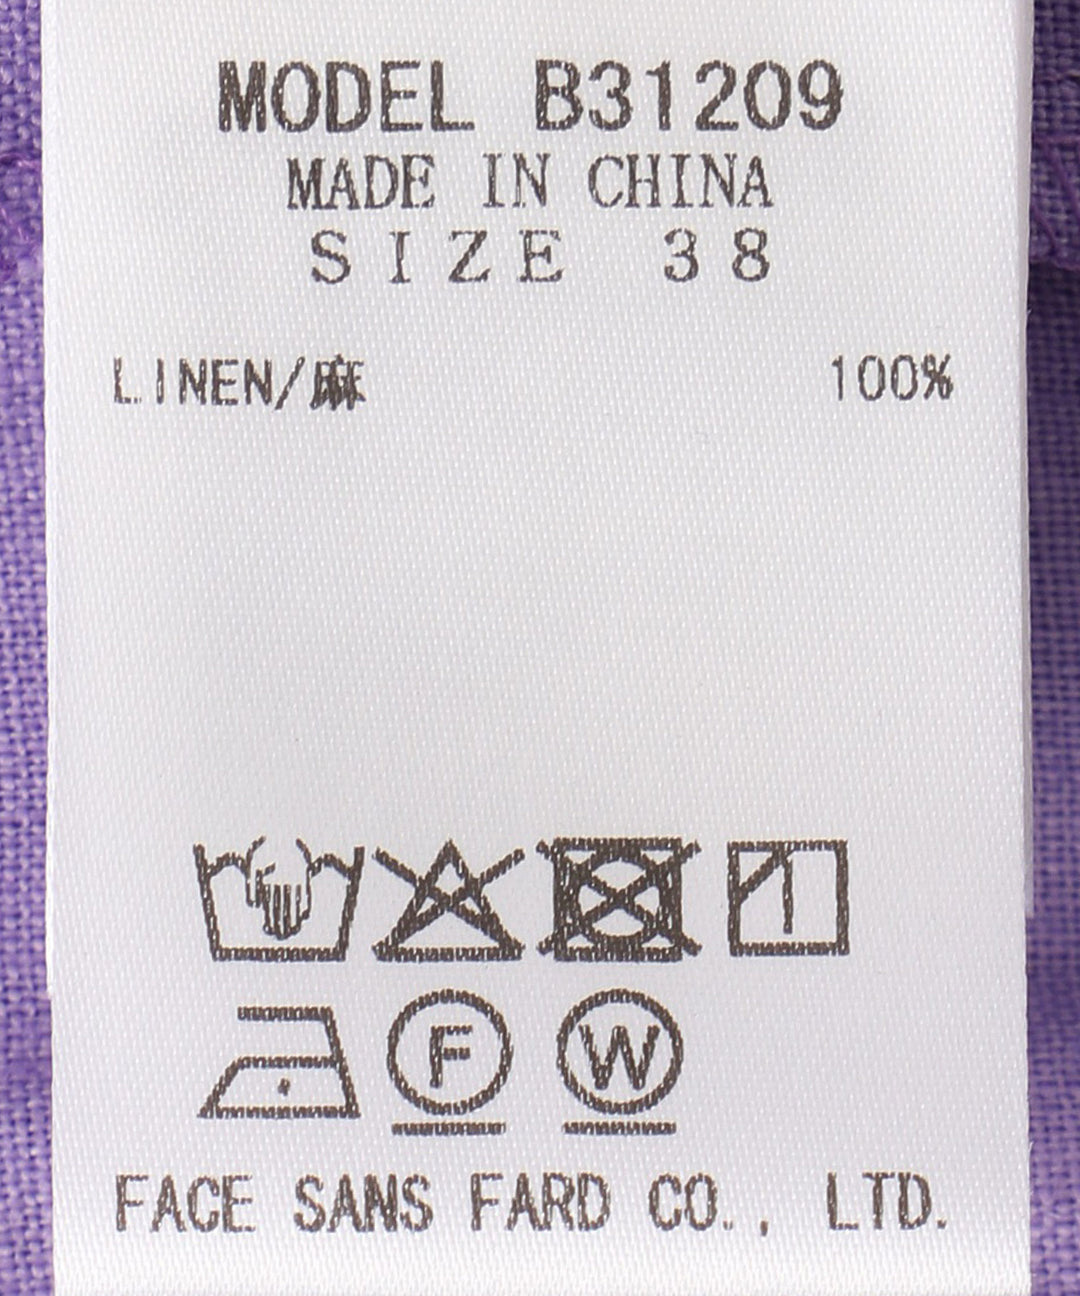 MODEL B31209
MADE IN CHINA
SIZE 38
LINEN/麻 100%
F W
FACE SANS FARD CO., LTD.